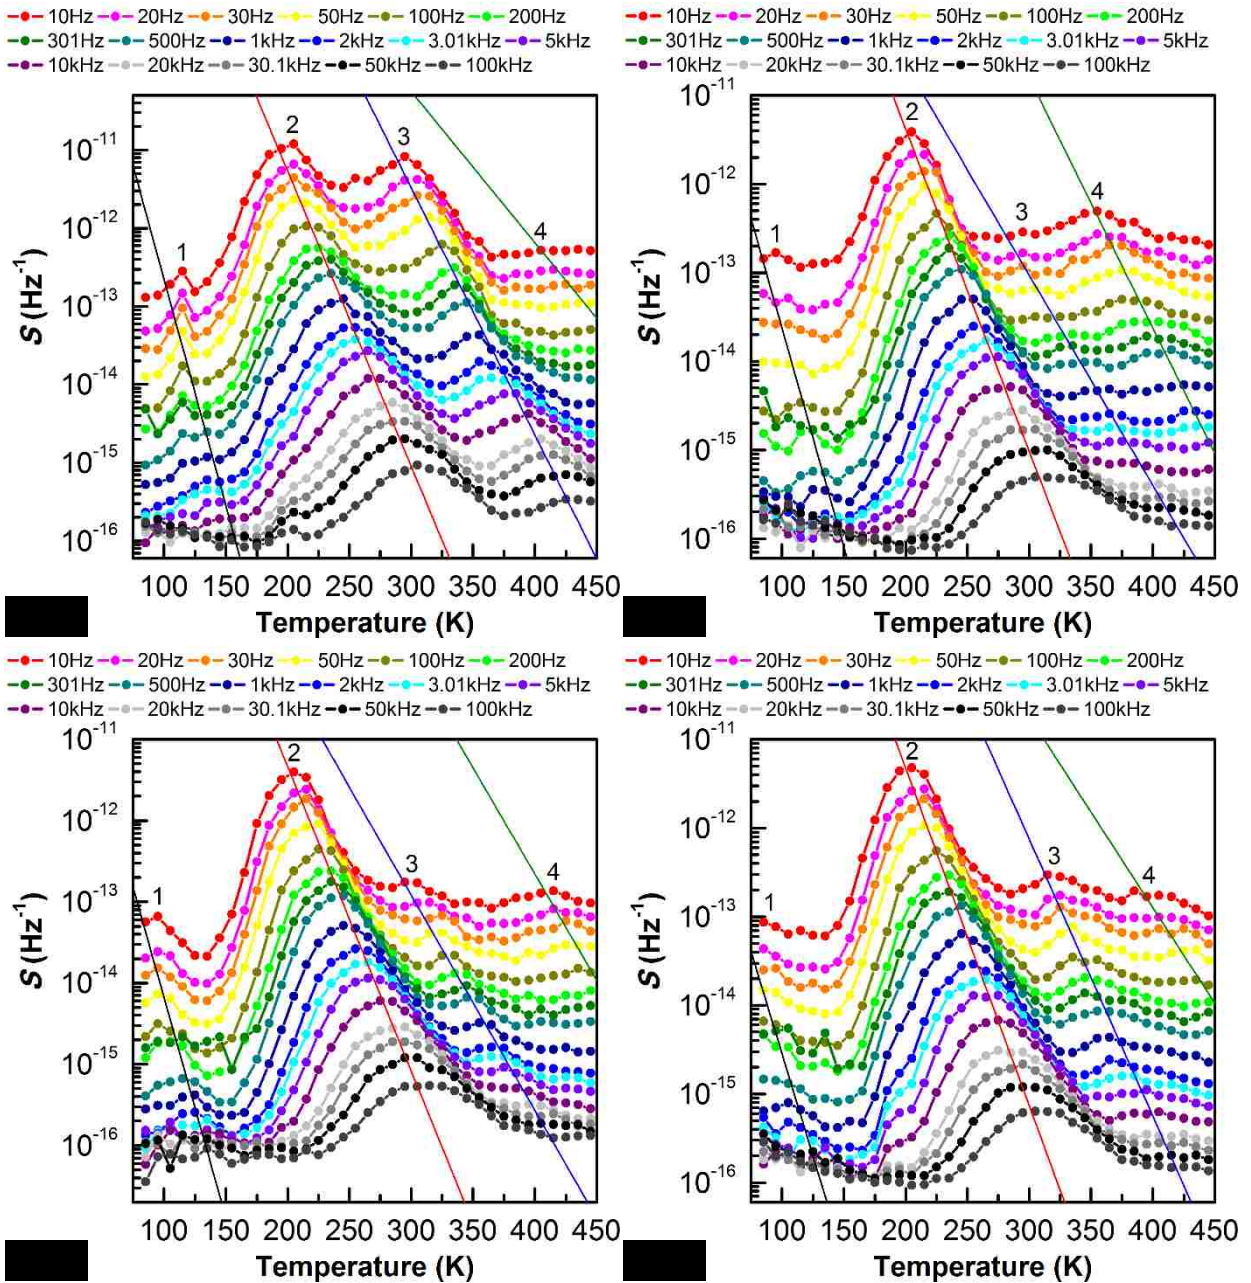 10Hz 20Hz 30Hz 50Hz 100Hz 200Hz
301Hz 500Hz 1kHz 2kHz 3.01kHz 5kHz
10kHz 20kHz 30.1kHz 50kHz 100kHz
10⁻¹¹
10⁻¹²
10⁻¹³
10⁻¹⁴
10⁻¹⁵
10⁻¹⁶
S (Hz⁻¹)
1
2
3
4
100 150 200 250 300 350 400 450
Temperature (K)
10Hz 20Hz 30Hz 50Hz 100Hz 200Hz
301Hz 500Hz 1kHz 2kHz 3.01kHz 5kHz
10kHz 20kHz 30.1kHz 50kHz 100kHz
10⁻¹¹
10⁻¹²
10⁻¹³
10⁻¹⁴
10⁻¹⁵
10⁻¹⁶
S (Hz⁻¹)
1
2
3
4
100 150 200 250 300 350 400 450
Temperature (K)
10Hz 20Hz 30Hz 50Hz 100Hz 200Hz
301Hz 500Hz 1kHz 2kHz 3.01kHz 5kHz
10kHz 20kHz 30.1kHz 50kHz 100kHz
10⁻¹¹
10⁻¹²
10⁻¹³
10⁻¹⁴
10⁻¹⁵
10⁻¹⁶
S (Hz⁻¹)
1
2
3
4
100 150 200 250 300 350 400 450
Temperature (K)
10Hz 20Hz 30Hz 50Hz 100Hz 200Hz
301Hz 500Hz 1kHz 2kHz 3.01kHz 5kHz
10kHz 20kHz 30.1kHz 50kHz 100kHz
10⁻¹¹
10⁻¹²
10⁻¹³
10⁻¹⁴
10⁻¹⁵
10⁻¹⁶
S (Hz⁻¹)
1
2
3
4
100 150 200 250 300 350 400 450
Temperature (K)